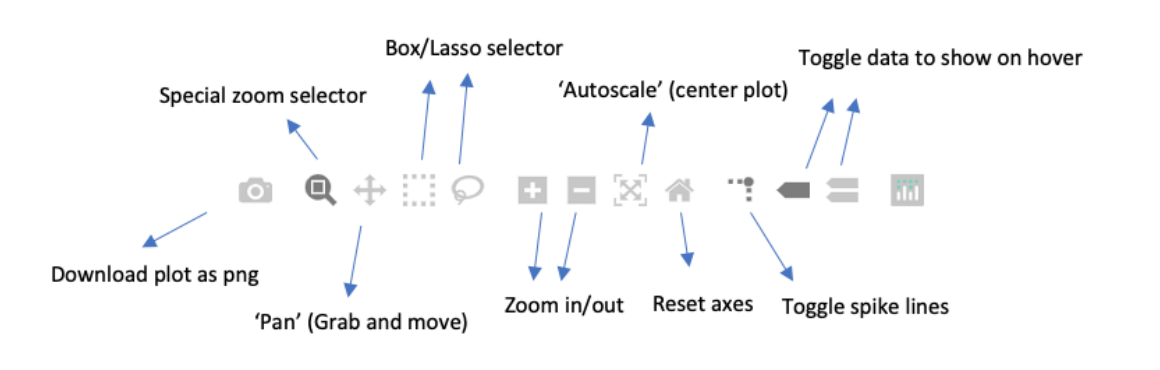 Box/Lasso selector
Toggle data to show on hover
‘Autoscale’ (center plot)
Special zoom selector
Download plot as png
Zoom in/out
Reset axes
Toggle spike lines
‘Pan’ (Grab and move)